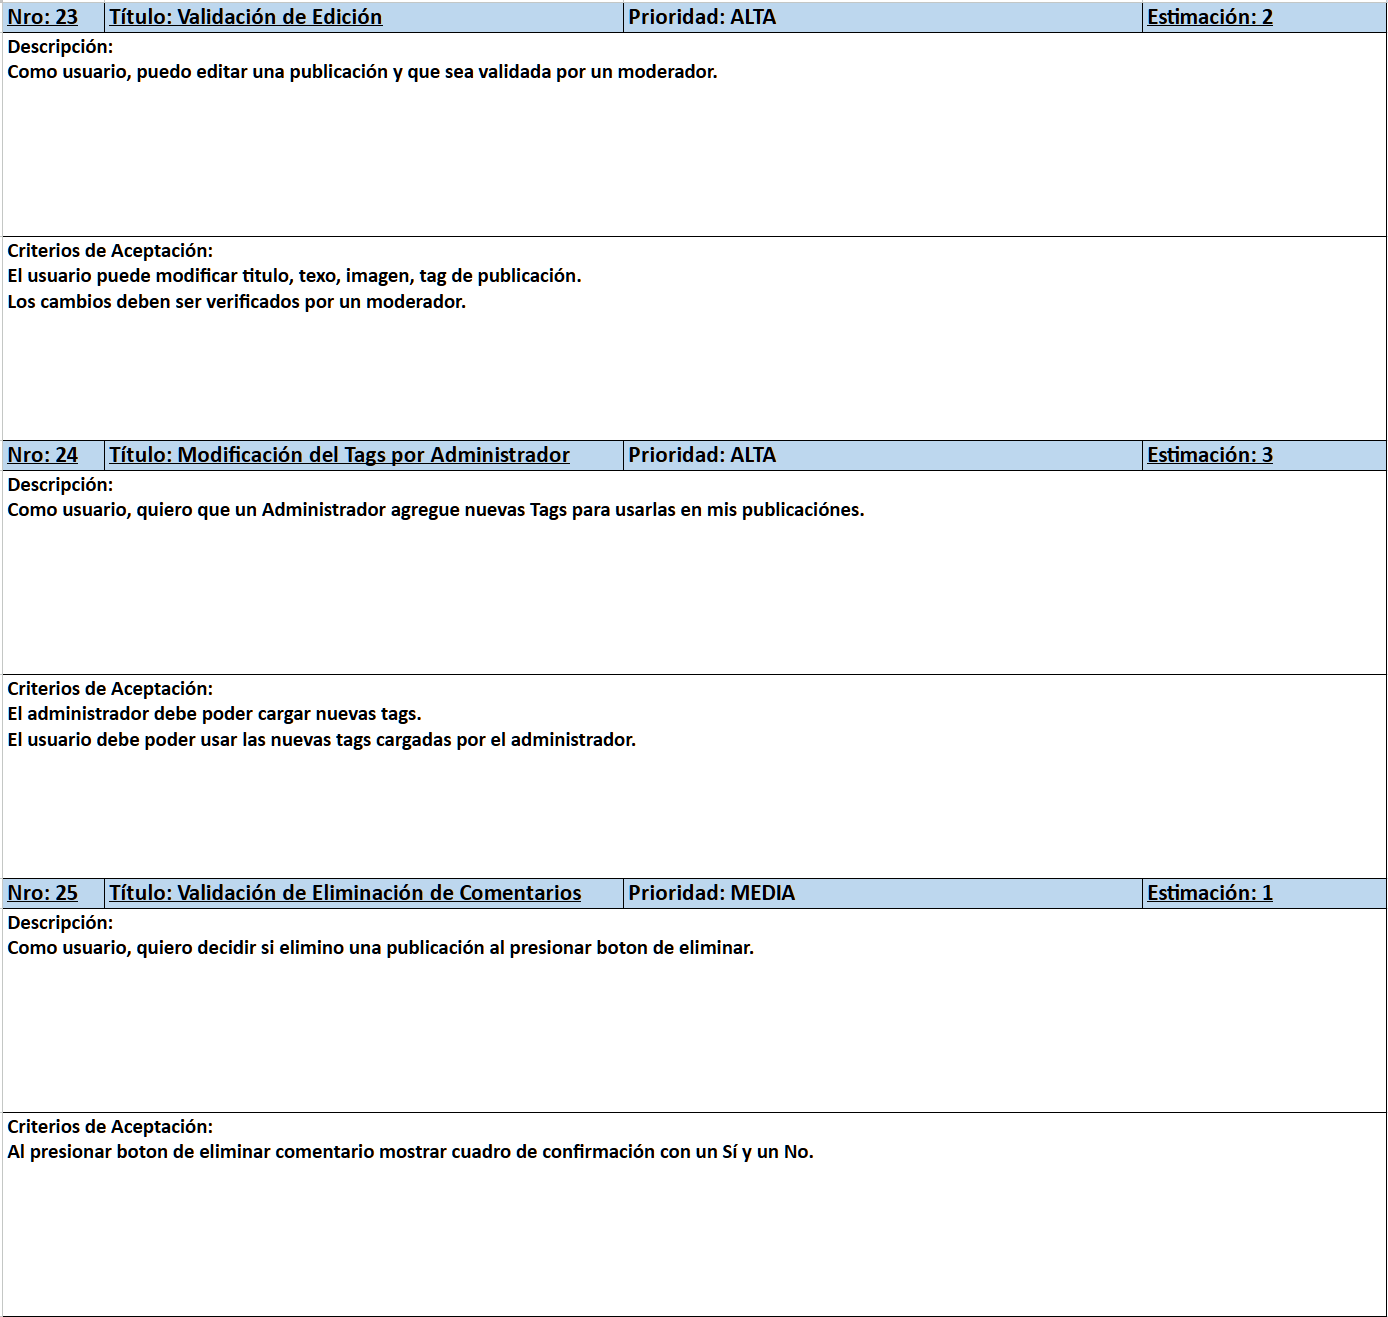 Nro: 23 Título: Validación de Edición Prioridad: ALTA Estimación: 2
Descripción:
Como usuario, puedo editar una publicación y que sea validada por un moderador.
Criterios de Aceptación:
El usuario puede modificar titulo, texo, imagen, tag de publicación.
Los cambios deben ser verificados por un moderador.
Nro: 24 Título: Modificación del Tags por Administrador Prioridad: ALTA Estimación: 3
Descripción:
Como usuario, quiero que un Administrador agregue nuevas Tags para usarlas en mis publicaciónes.
Criterios de Aceptación:
El administrador debe poder cargar nuevas tags.
El usuario debe poder usar las nuevas tags cargadas por el administrador.
Nro: 25 Título: Validación de Eliminación de Comentarios Prioridad: MEDIA Estimación: 1
Descripción:
Como usuario, quiero decidir si elimino una publicación al presionar boton de eliminar.
Criterios de Aceptación:
Al presionar boton de eliminar comentario mostrar cuadro de confirmación con un Sí y un No.